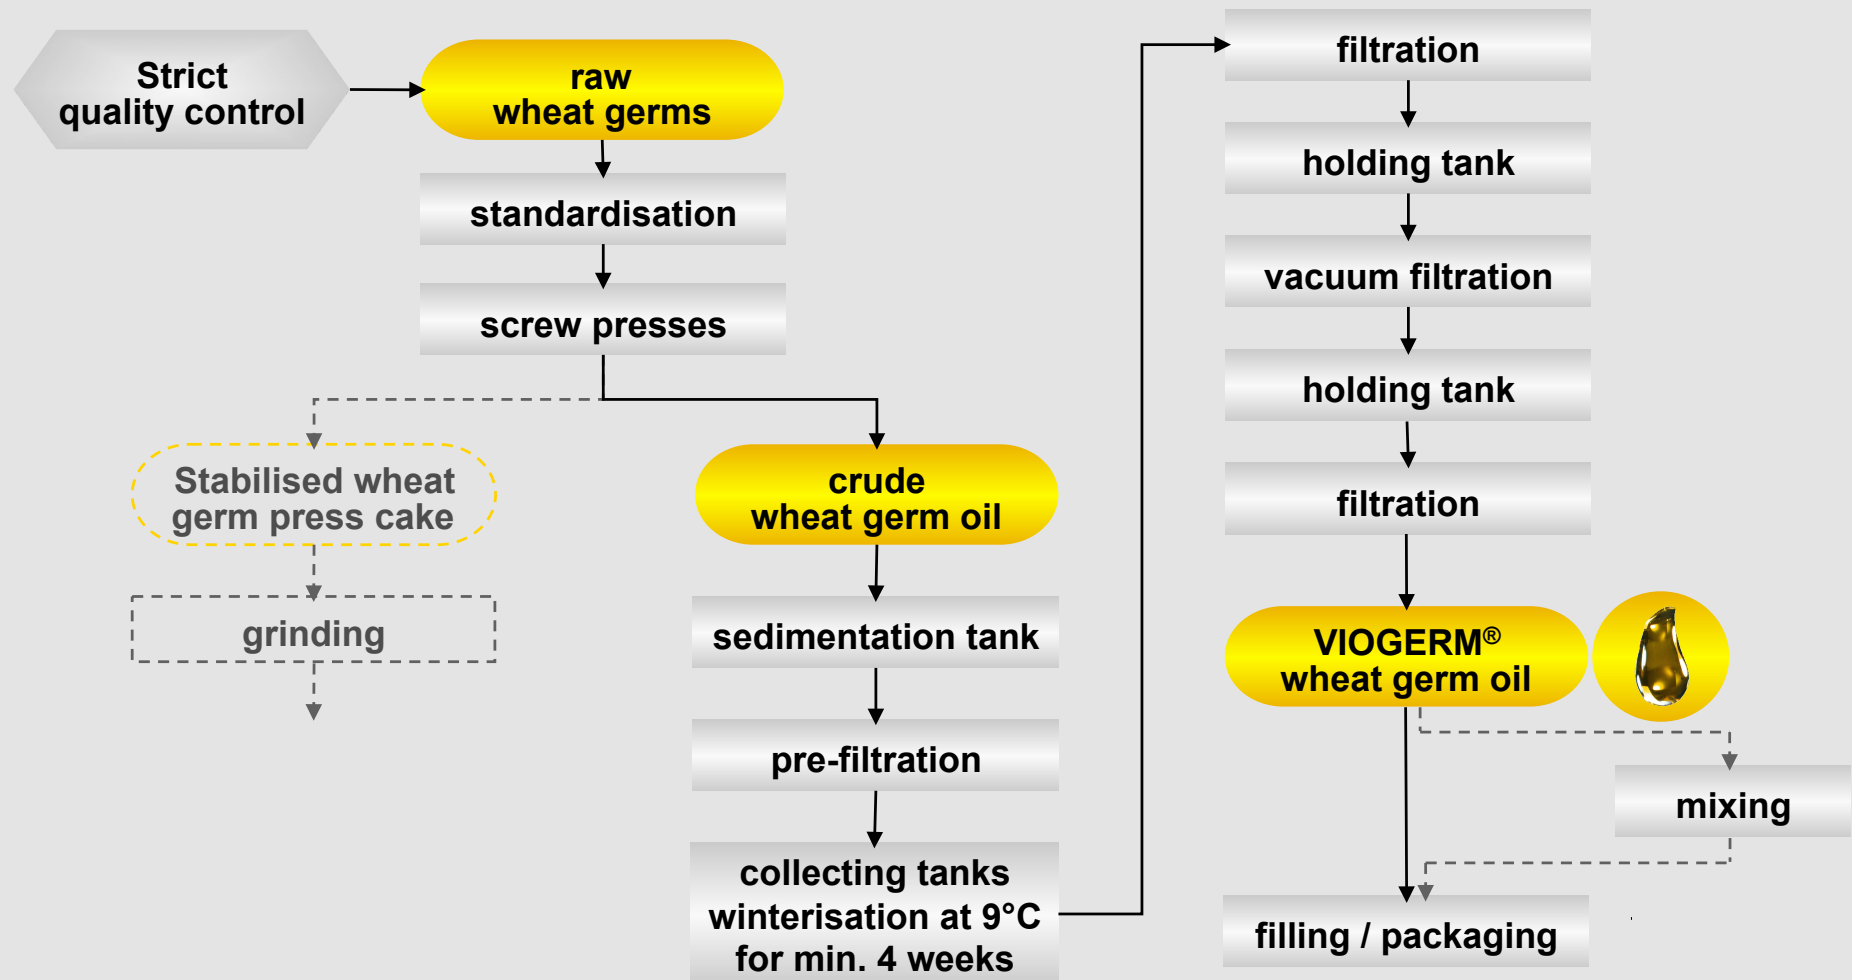 Strict
quality control
raw
wheat germs
standardisation
screw presses
Stabilised wheat
germ press cake
grinding
crude
wheat germ oil
sedimentation tank
pre-filtration
collecting tanks
winterisation at 9°C
for min. 4 weeks
filtration
holding tank
vacuum filtration
holding tank
filtration
VIOGERM®
wheat germ oil
mixing
filling / packaging